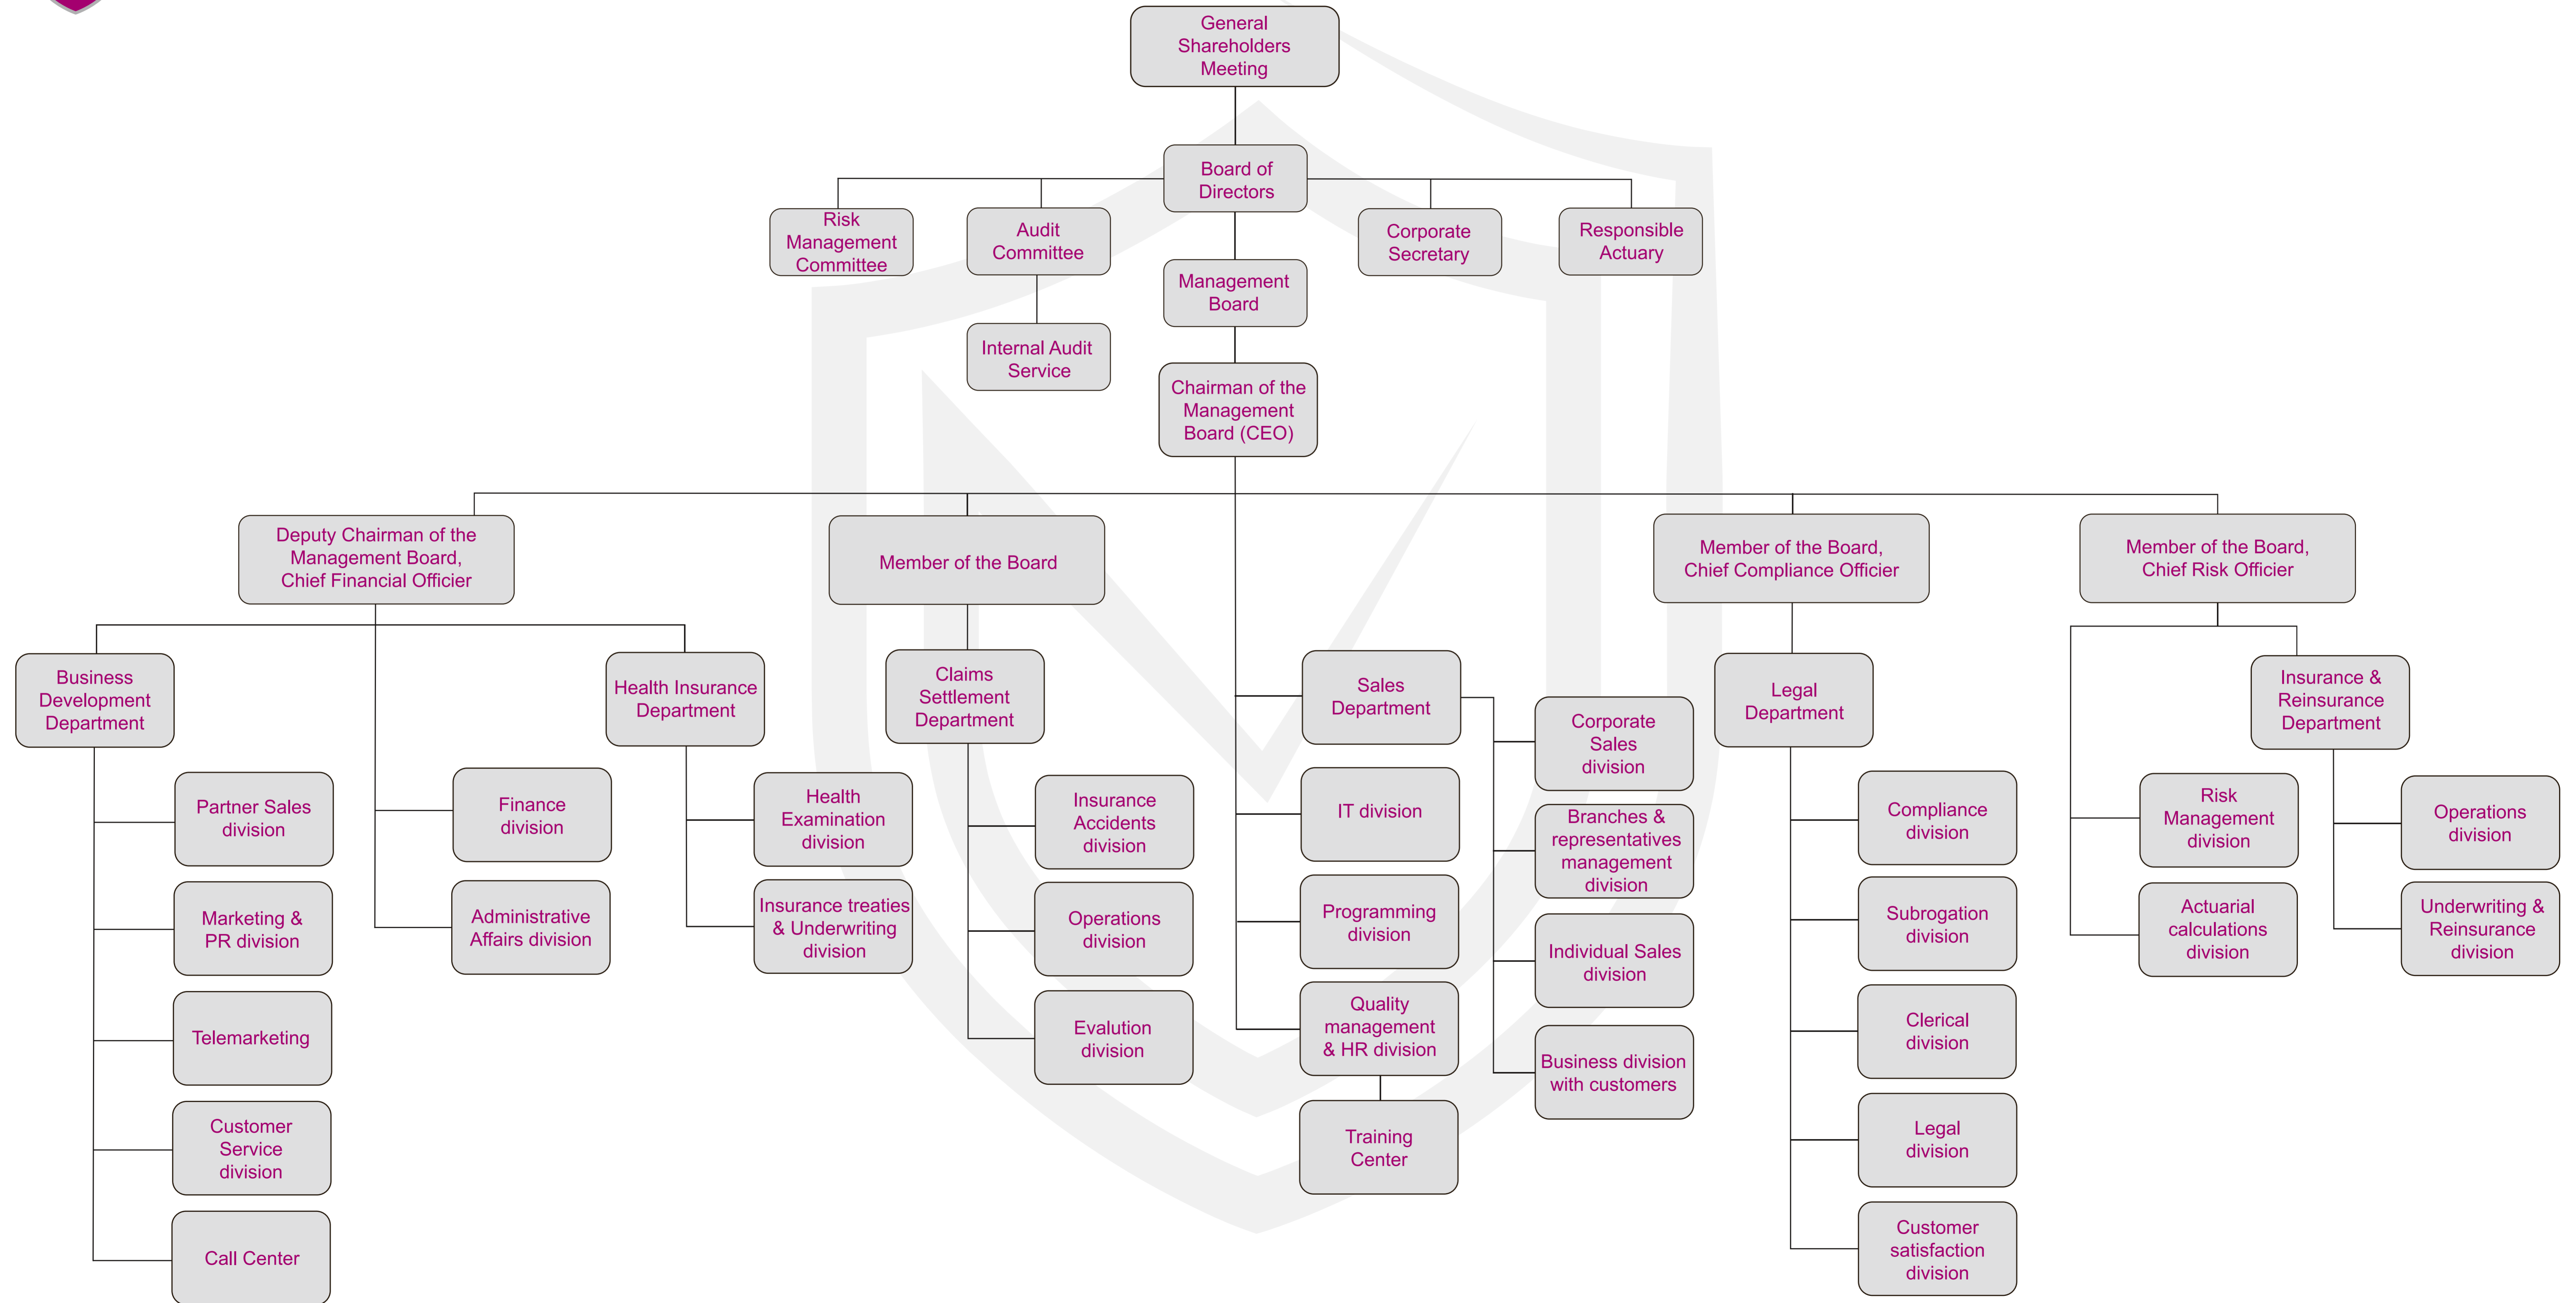 General
Shareholders
Meeting
Board of
Directors
Risk
Management
Committee
Audit
Committee
Corporate
Secretary
Responsible
Actuary
Management
Board
Internal Audit
Service
Chairman of the
Management
Board (CEO)
Deputy Chairman of the
Management Board,
Chief Financial Officier
Member of the Board
Member of the Board,
Chief Compliance Officier
Member of the Board,
Chief Risk Officier
Business
Development
Department
Health Insurance
Department
Claims
Settlement
Department
Sales
Department
Legal
Department
Insurance &
Reinsurance
Department
Partner Sales
division
Marketing &
PR division
Telemarketing
Customer
Service
division
Call Center
Finance
division
Administrative
Affairs division
Health
Examination
division
Insurance treaties
& Underwriting
division
Insurance
Accidents
division
Operations
division
Evalution
division
IT division
Programming
division
Quality
management
& HR division
Training
Center
Corporate
Sales
division
Branches &
representatives
management
division
Individual Sales
division
Business division
with customers
Compliance
division
Subrogation
division
Clerical
division
Legal
division
Customer
satisfaction
division
Risk
Management
division
Actuarial
calculations
division
Operations
division
Underwriting &
Reinsurance
division